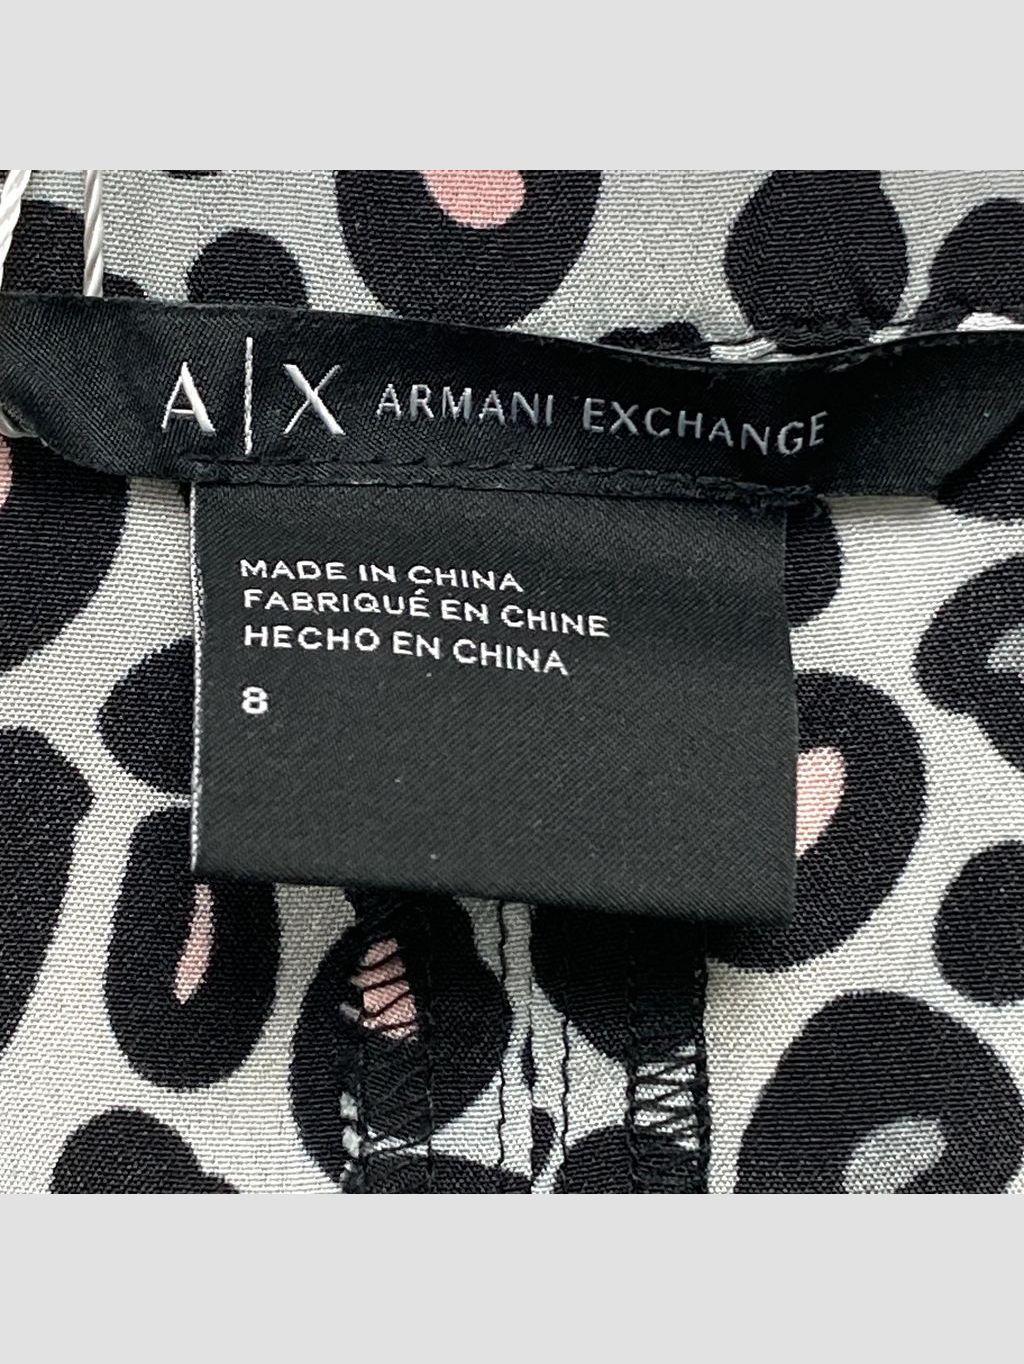 A|X ARMANI EXCHANGE
MADE IN CHINA
FABRIQUÉ EN CHINE
HECHO EN CHINA
8